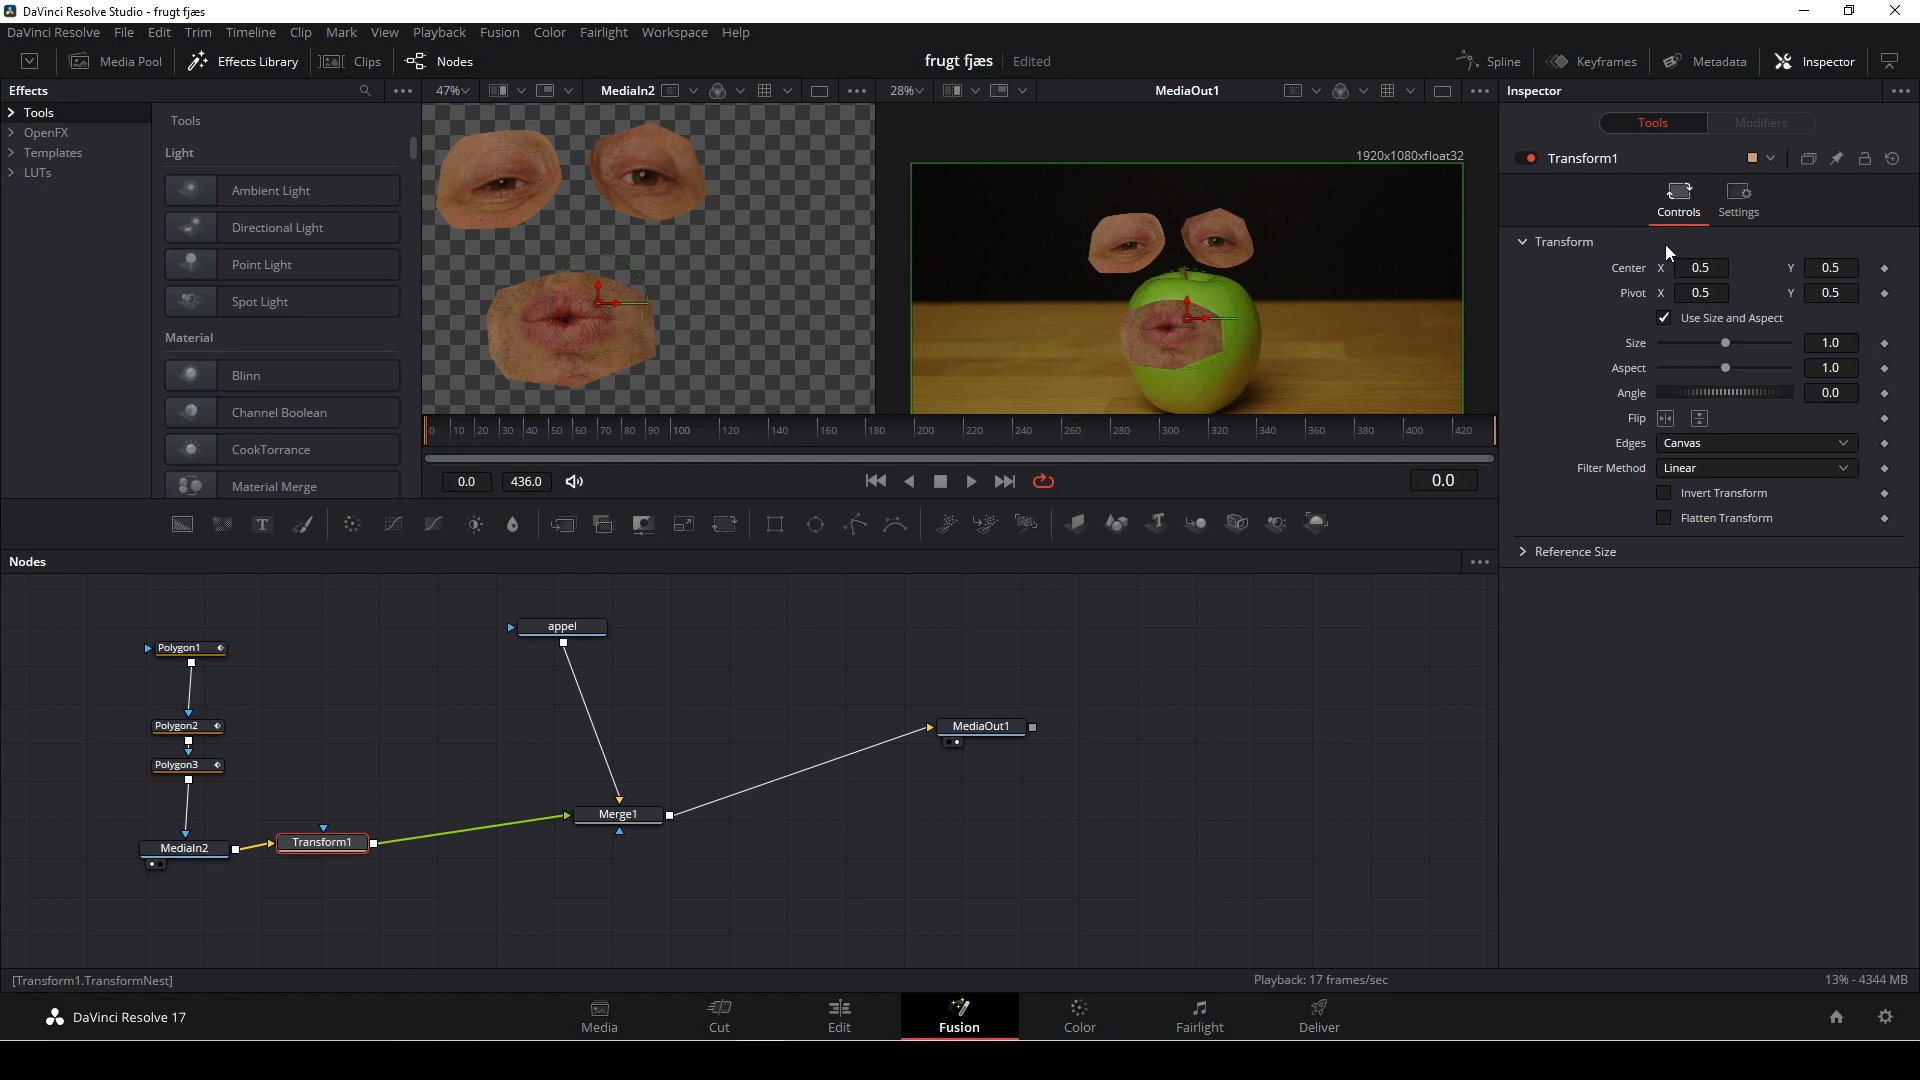 DaVinci Resolve Studio - frugt fjæs
DaVinci Resolve File Edit Trim Timeline Clip Mark View Playback Fusion Color Fairlight Workspace Help
Media Pool Effects Library Clips Nodes frugt fjæs Edited Spline Keyframes Metadata Inspector
Effects 47% MediaIn2 28% MediaOut1 Inspector
Tools
OpenFX
Templates
LUTs
Tools
Light
Ambient Light
Directional Light
Point Light
Spot Light
Material
Blinn
Channel Boolean
CookTorrance
Material Merge
1920x1080xfloat32
0 10 20 30 40 50 60 70 80 90 100 120 140 160 180 200 220 240 260 280 300 320 340 360 380 400 420
0.0 436.0 0.0
Tools Modifiers
Transform1
Controls Settings
Transform
Center X 0.5 Y 0.5
Pivot X 0.5 Y 0.5
Use Size and Aspect
Size 1.0
Aspect 1.0
Angle 0.0
Flip
Edges Canvas
Filter Method Linear
Invert Transform
Flatten Transform
Reference Size
T T
Nodes
appel
Polygon1
Polygon2
Polygon3
MediaOut1
Merge1
MediaIn2 Transform1
[Transform1.TransformNest] Playback: 17 frames/sec 13% - 4344 MB
DaVinci Resolve 17 Media Cut Edit Fusion Color Fairlight Deliver